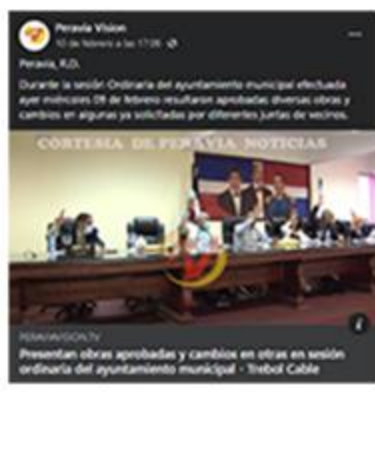 Peravia Vision
10 de febrero a las 17:06
Peravia, R.D.
Durante la sesión Ordinaria del ayuntamiento municipal efectuada
ayer miércoles 09 de febrero resultaron aprobadas diversas obras y
cambios en algunas ya solicitadas por diferentes juntas de vecinos.
CORTESIA DE PERAVIA NOTICIAS
PERAVIAVISION.TV
Presentan obras aprobadas y cambios en otras en sesión
ordinaria del ayuntamiento municipal - Trebol Cable